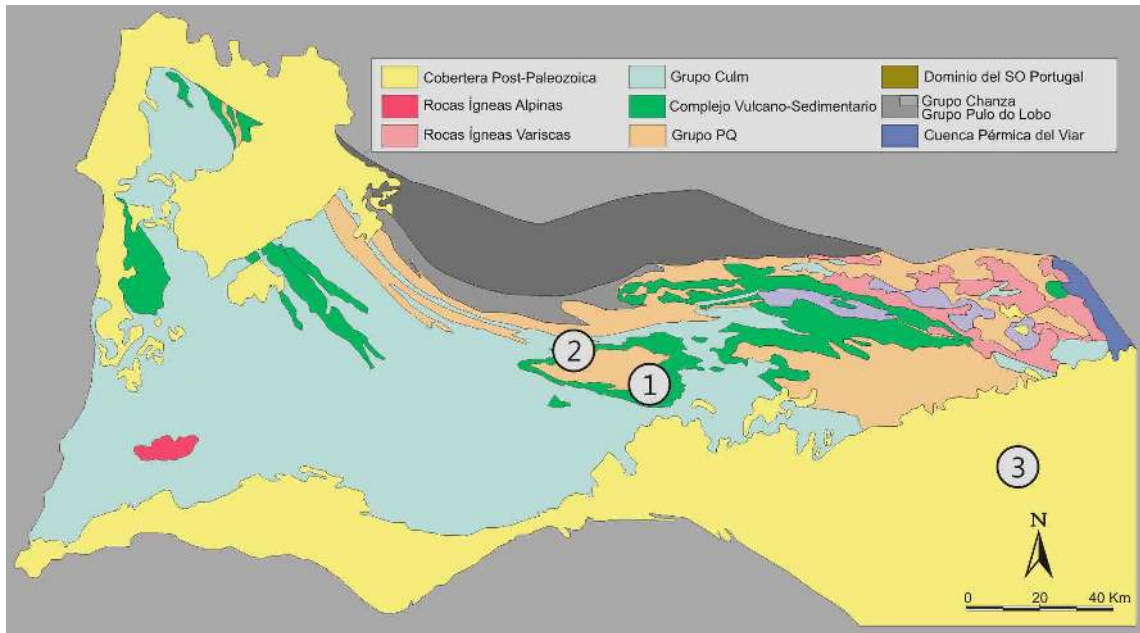 Cobertera Post-Paleozoica
Rocas Ígneas Alpinas
Rocas Ígneas Variscas
Grupo Culm
Complejo Vulcano-Sedimentario
Grupo PQ
Dominio del SO Portugal
Grupo Chanza
Grupo Pulo do Lobo
Cuenca Pérmica del Viar
2
1
3
N
0 20 40 Km